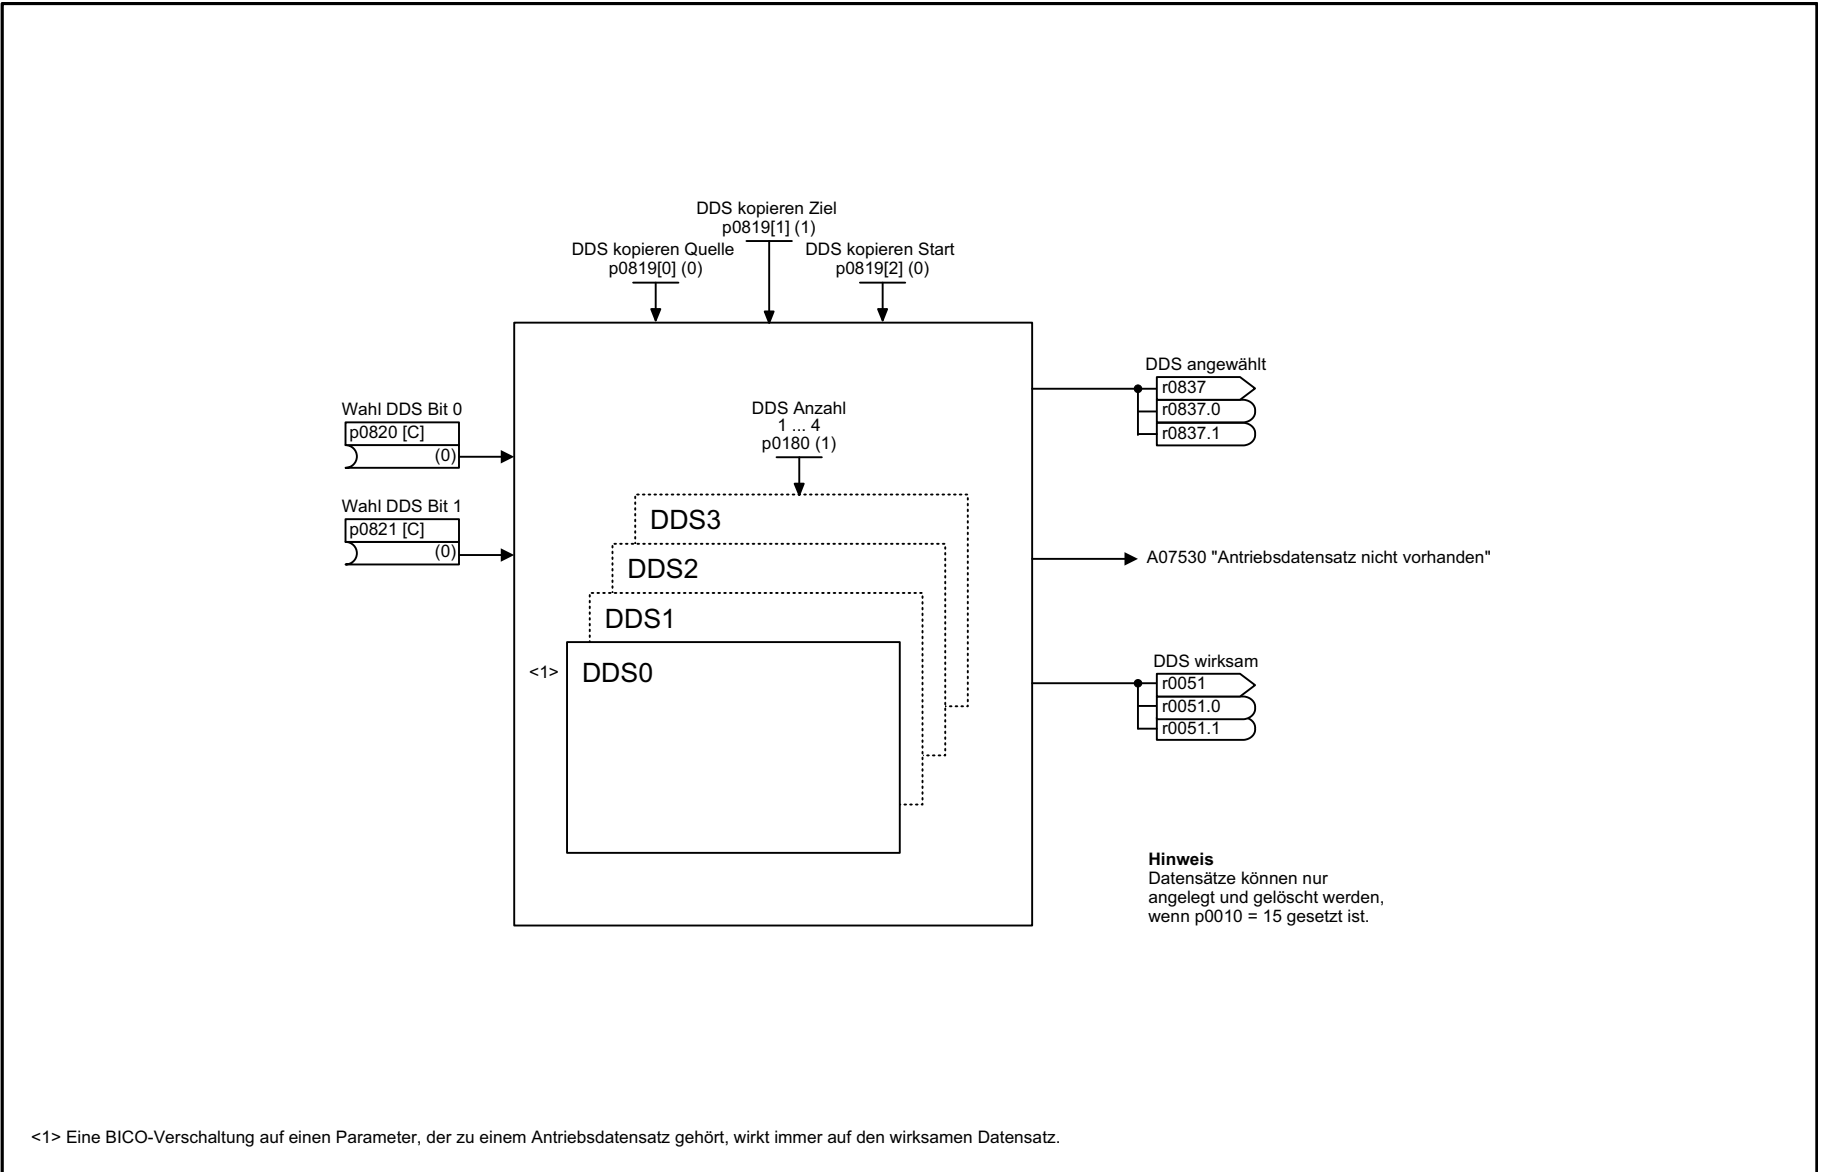 DDS kopieren Ziel
p0819[1] (1)
DDS kopieren Quelle
p0819[0] (0)
DDS kopieren Start
p0819[2] (0)
Wahl DDS Bit 0
p0820 [C]
(0)
Wahl DDS Bit 1
p0821 [C]
(0)
DDS Anzahl
1 ... 4
p0180 (1)
DDS3
DDS2
DDS1
<1>
DDS0
DDS angewählt
r0837
r0837.0
r0837.1
A07530 "Antriebsdatensatz nicht vorhanden"
DDS wirksam
r0051
r0051.0
r0051.1
Hinweis
Datensätze können nur
angelegt und gelöscht werden,
wenn p0010 = 15 gesetzt ist.
<1> Eine BICO-Verschaltung auf einen Parameter, der zu einem Antriebsdatensatz gehört, wirkt immer auf den wirksamen Datensatz.